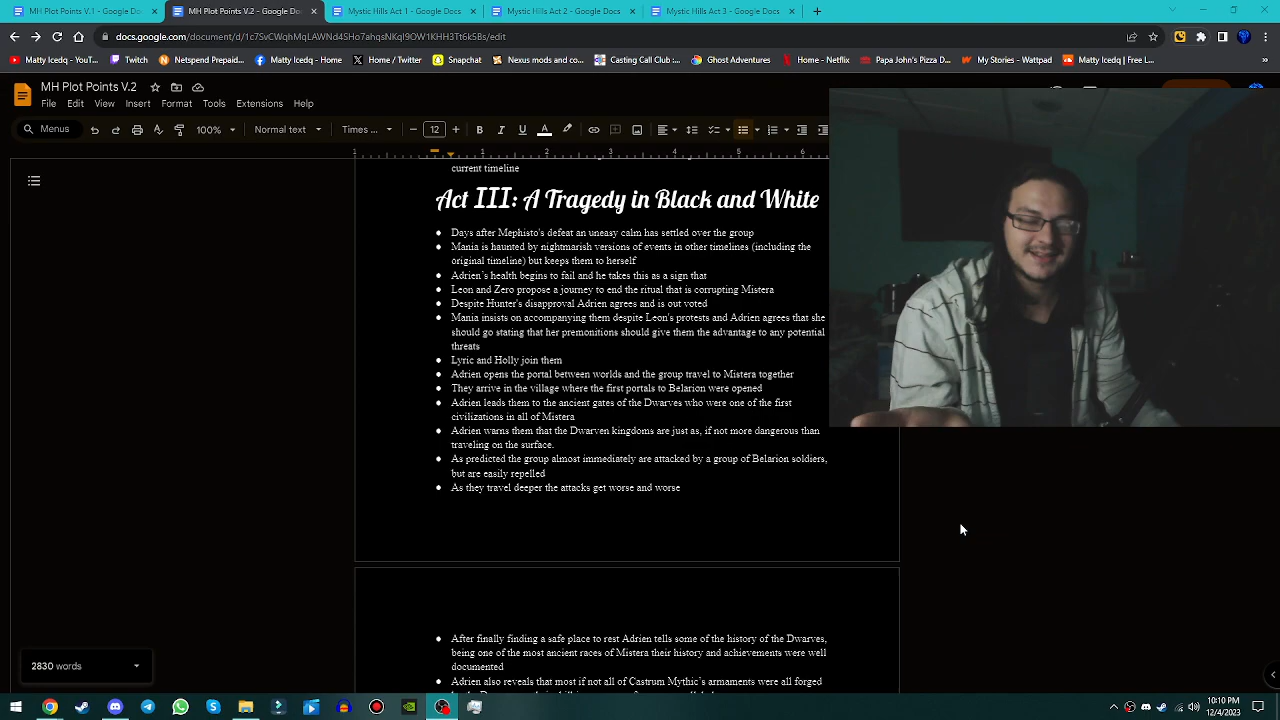 MH Plot Points V.1 - Google Docs
MH Plot Points V.2 - Google Docs
Mystic Hills Act 1 - Google Docs
Mystic Hills Act 2 - Google Docs
Mystic Hills Act 3 - Google Docs
docs.google.com/document/d/1c7SvCWqhMqLAWNd4SHo7ahqsNKqI9OW1KHH3Tt6k5Bs/edit
Matty Icedq - YouT...
Twitch
Netspend Prepaid...
Matty Icedq - Home
Home / Twitter
Snapchat
Nexus mods and co...
Casting Call Club :...
Ghost Adventures
Home - Netflix
Papa John's Pizza D...
My Stories - Wattpad
Matty Icedq | Free L...
MH Plot Points V.2
File Edit View Insert Format Tools Extensions Help
Menus 100% Normal text Times ... 12 B I U A
1 1 2 3 4 5 6
current timeline
Act III: A Tragedy in Black and White
● Days after Mephisto's defeat an uneasy calm has settled over the group
● Mania is haunted by nightmarish versions of events in other timelines (including the
original timeline) but keeps them to herself
● Adrien's health begins to fail and he takes this as a sign that
● Leon and Zero propose a journey to end the ritual that is corrupting Mistera
● Despite Hunter's disapproval Adrien agrees and is out voted
● Mania insists on accompanying them despite Leon's protests and Adrien agrees that she
should go stating that her premonitions should give them the advantage to any potential
threats
● Lyric and Holly join them
● Adrien opens the portal between worlds and the group travel to Mistera together
● They arrive in the village where the first portals to Belarion were opened
● Adrien leads them to the ancient gates of the Dwarves who were one of the first
civilizations in all of Mistera
● Adrien warns them that the Dwarven kingdoms are just as, if not more dangerous than
traveling on the surface.
● As predicted the group almost immediately are attacked by a group of Belarion soldiers,
but are easily repelled
● As they travel deeper the attacks get worse and worse
● After finally finding a safe place to rest Adrien tells some of the history of the Dwarves,
being one of the most ancient races of Mistera their history and achievements were well
documented
● Adrien also reveals that most if not all of Castrum Mythic's armaments were all forged
2830 words
10:10 PM
12/4/2023